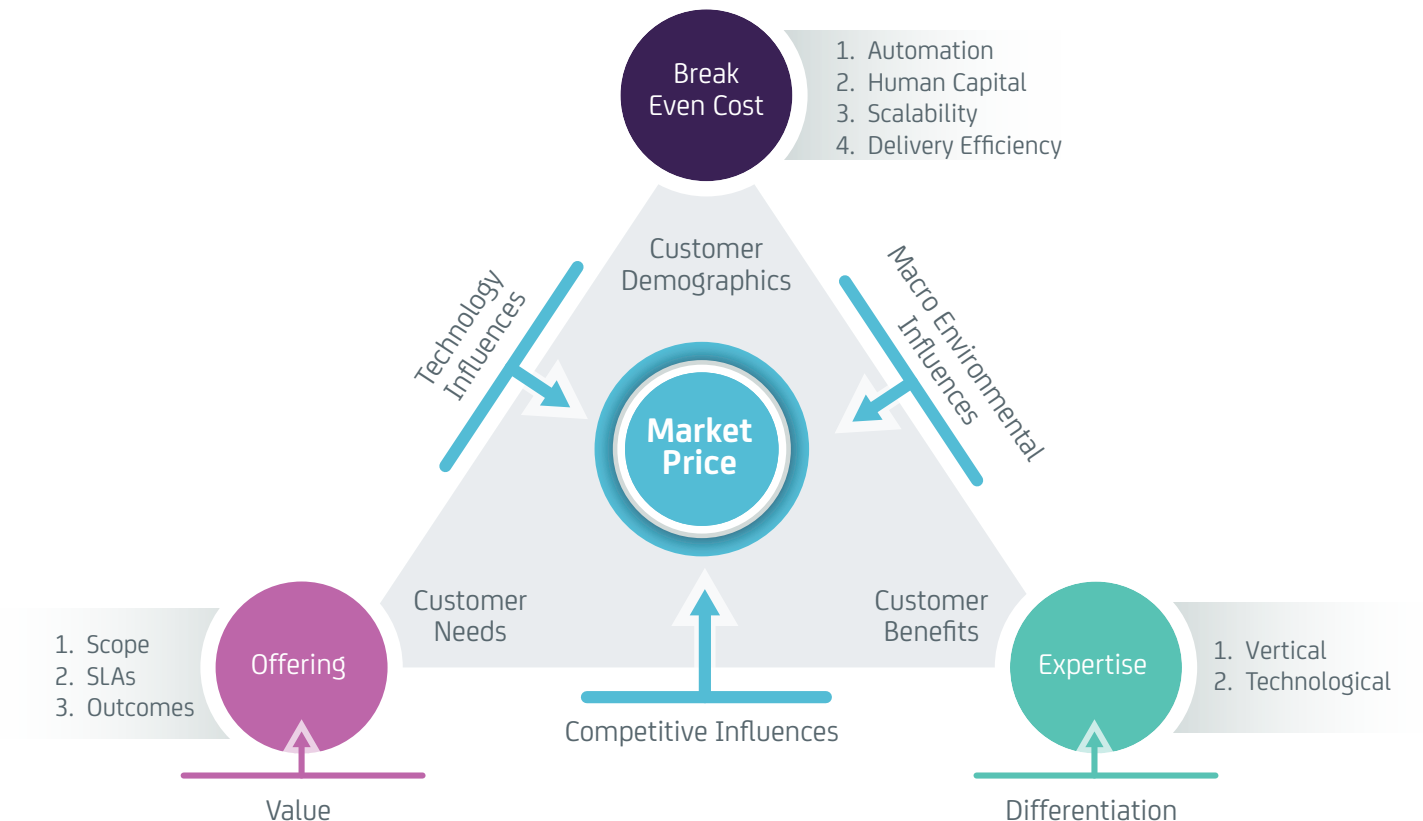 Break
Even Cost
1. Automation
2. Human Capital
3. Scalability
4. Delivery Efficiency
Customer
Demographics
Technology
Influences
Macro Environmental
Influences
Market
Price
Customer
Needs
Customer
Benefits
Offering
1. Scope
2. SLAs
3. Outcomes
Expertise
1. Vertical
2. Technological
Competitive Influences
Value
Differentiation